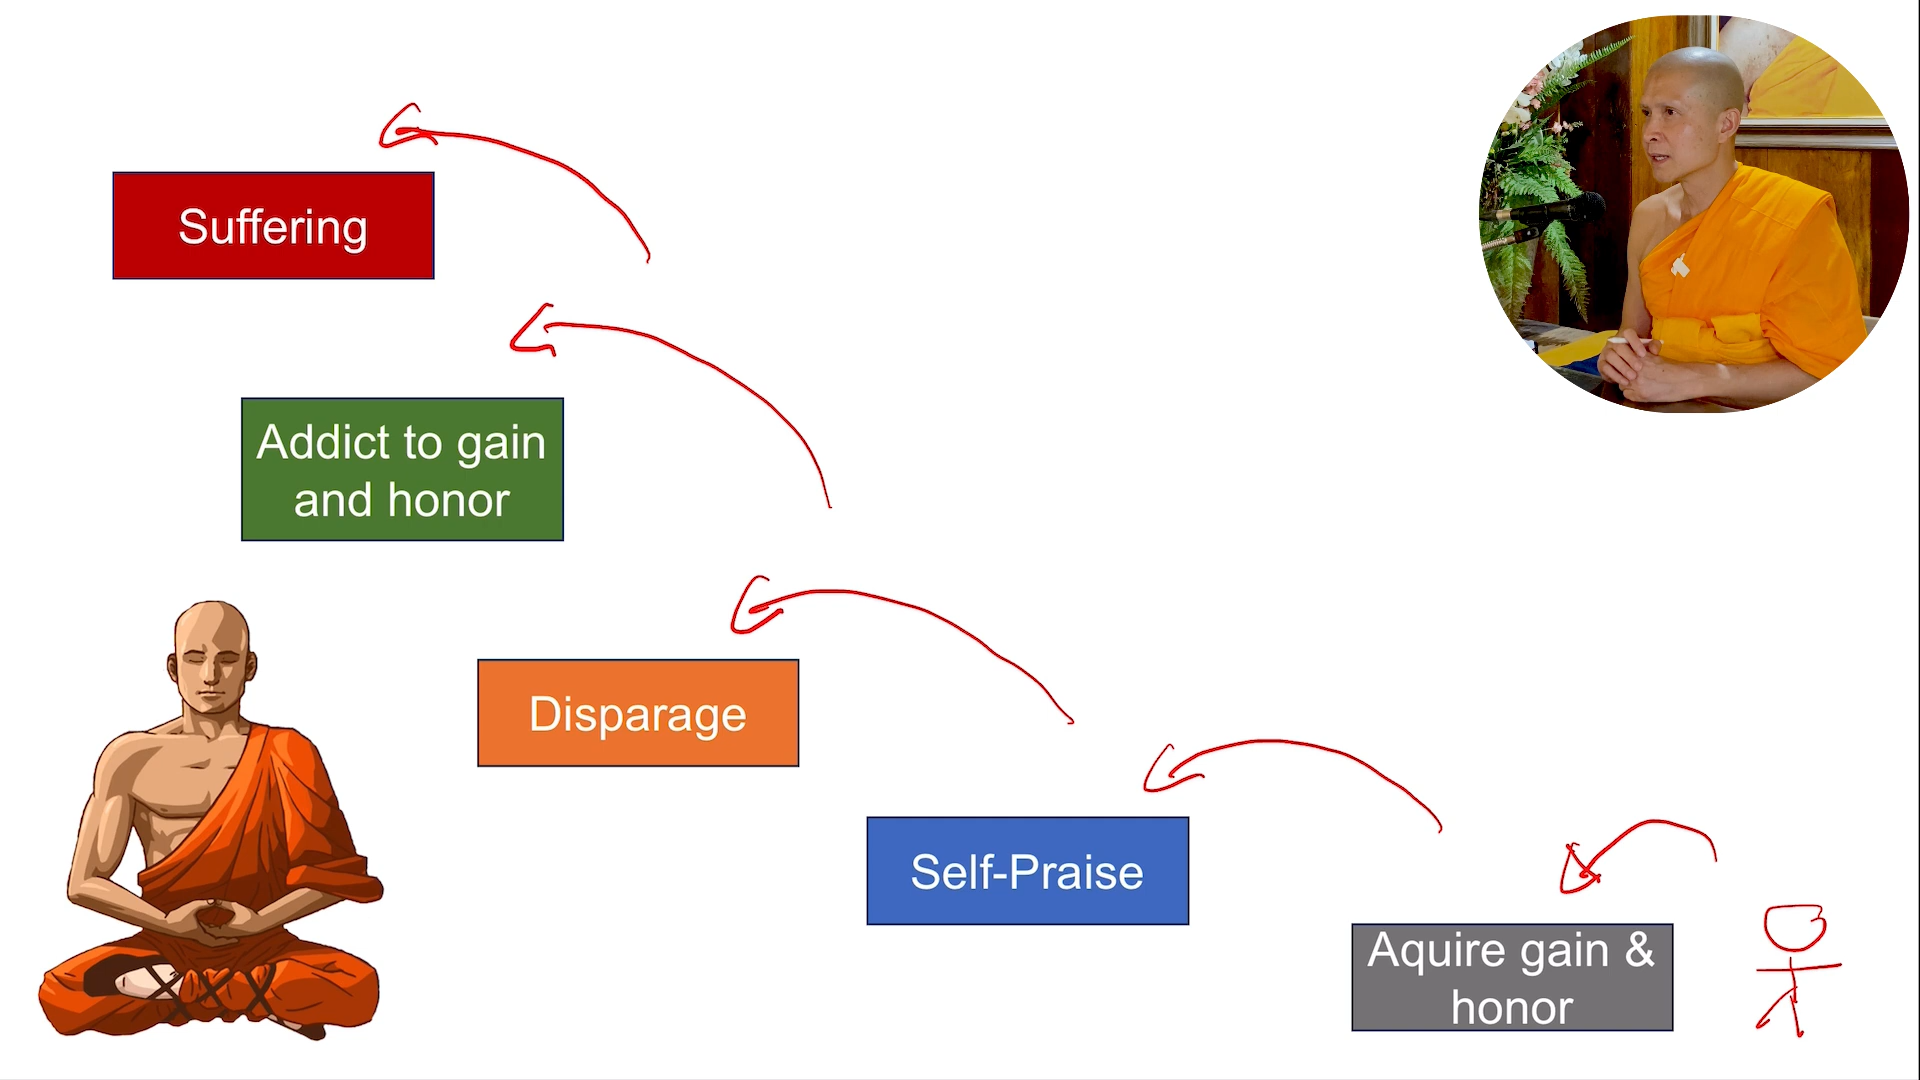 Suffering
Addict to gain
and honor
Disparage
Self-Praise
Aquire gain &
honor